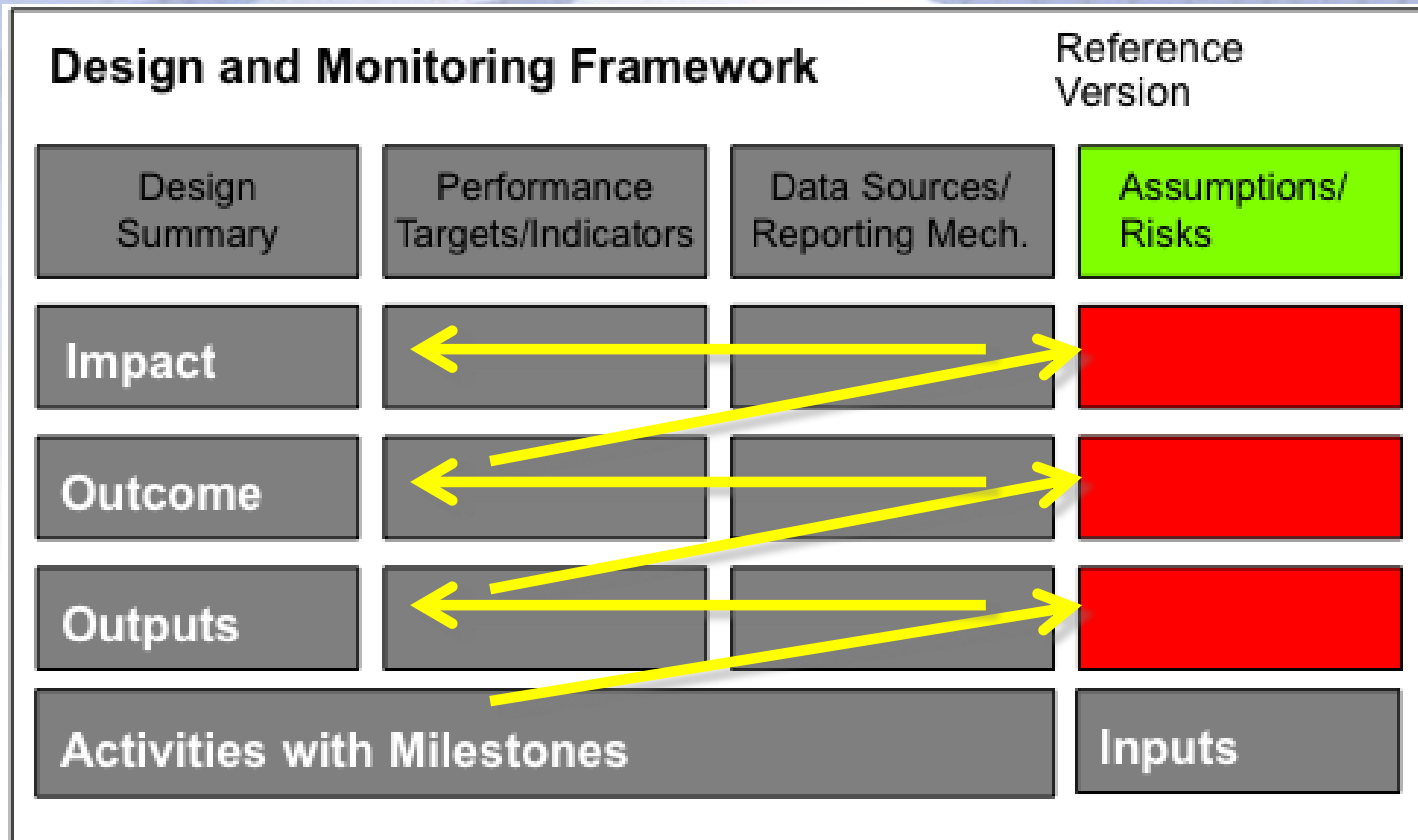 Design and Monitoring Framework
Reference
Version
Design
Summary
Performance
Targets/Indicators
Data Sources/
Reporting Mech.
Assumptions/
Risks
Impact
Outcome
Outputs
Activities with Milestones
Inputs